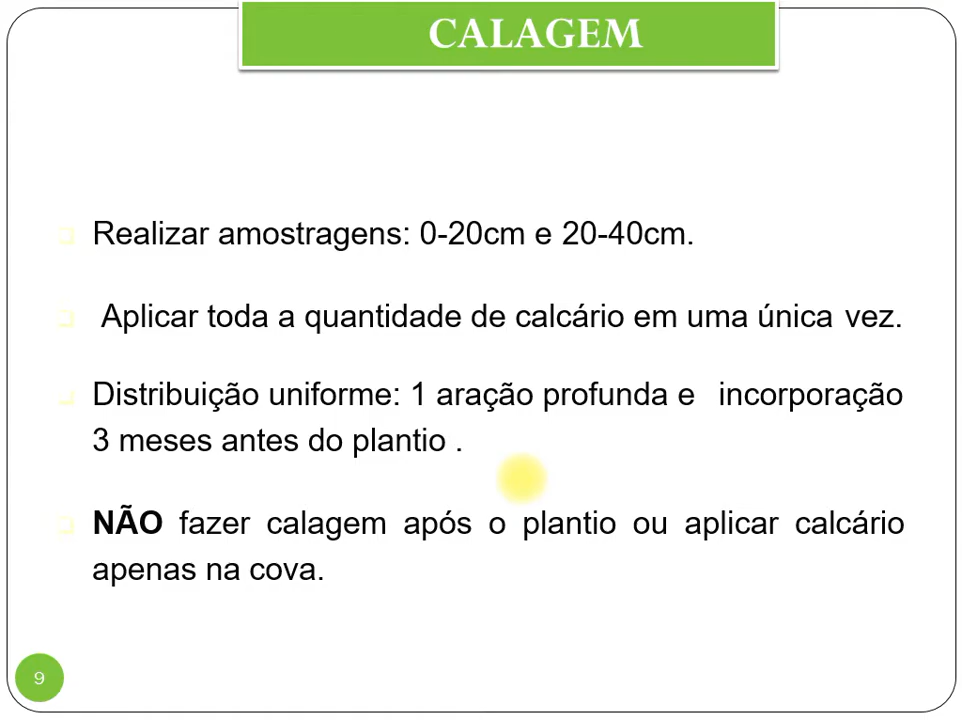 CALAGEM
Realizar amostragens: 0-20cm e 20-40cm.
Aplicar toda a quantidade de calcário em uma única vez.
Distribuição uniforme: 1 aração profunda e incorporação
3 meses antes do plantio .
NÃO fazer calagem após o plantio ou aplicar calcário
apenas na cova.
9